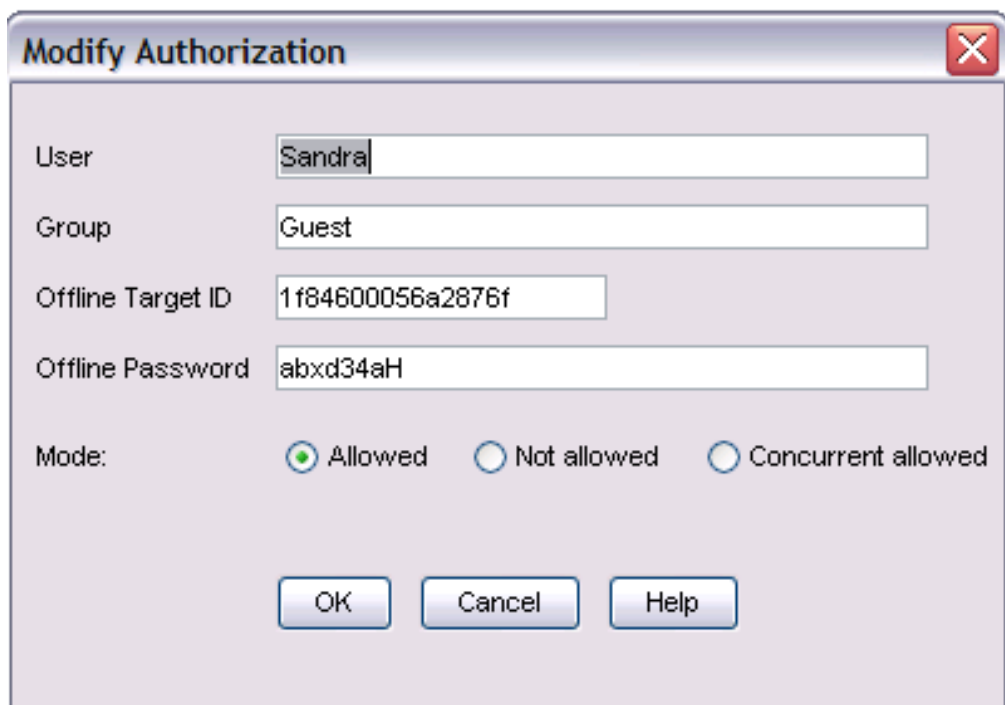 Modify Authorization
User Sandra
Group Guest
Offline Target ID 1f84600056a2876f
Offline Password abxd34aH
Mode: Allowed Not allowed Concurrent allowed
OK Cancel Help